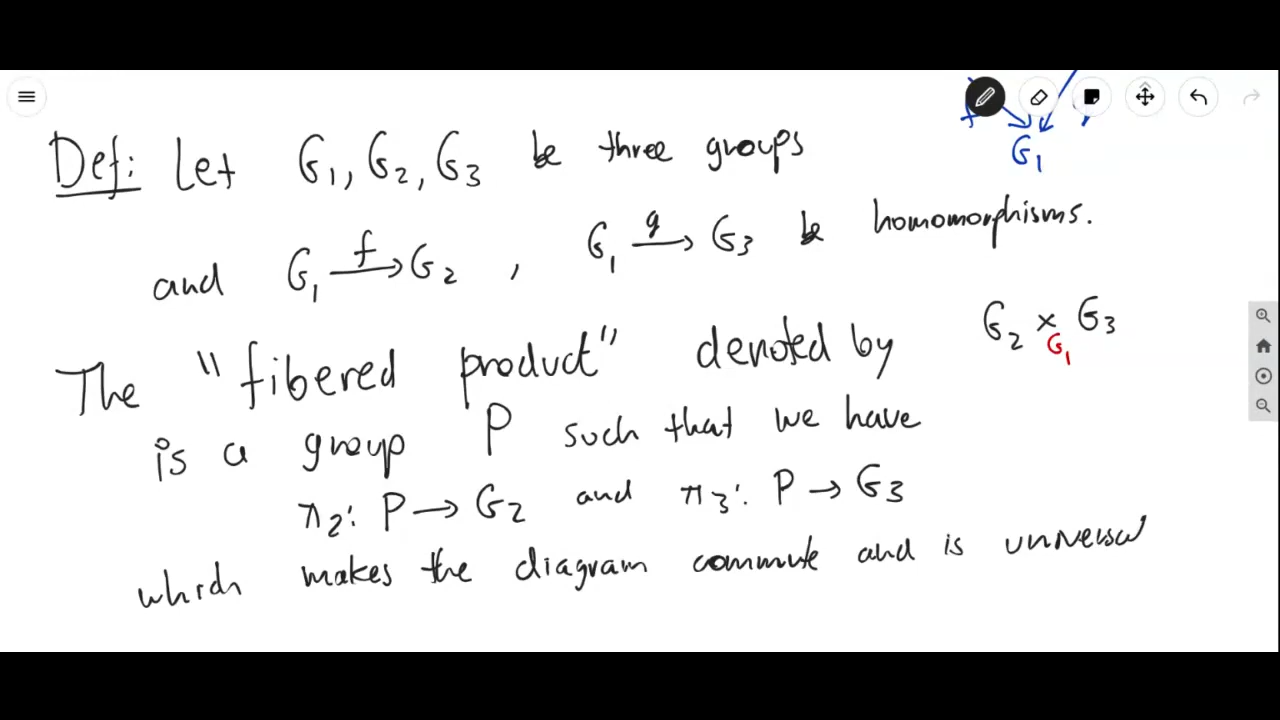 Def: Let G₁, G₂, G₃ be three groups
G₁
and G₁ –f→ G₂ , G₁ –g→ G₃ be homomorphisms.
The "fibered product" denoted by G₂ ×_G₁ G₃
is a group P such that we have
π₂: P → G₂ and π₃: P → G₃
which makes the diagram commute and is universal